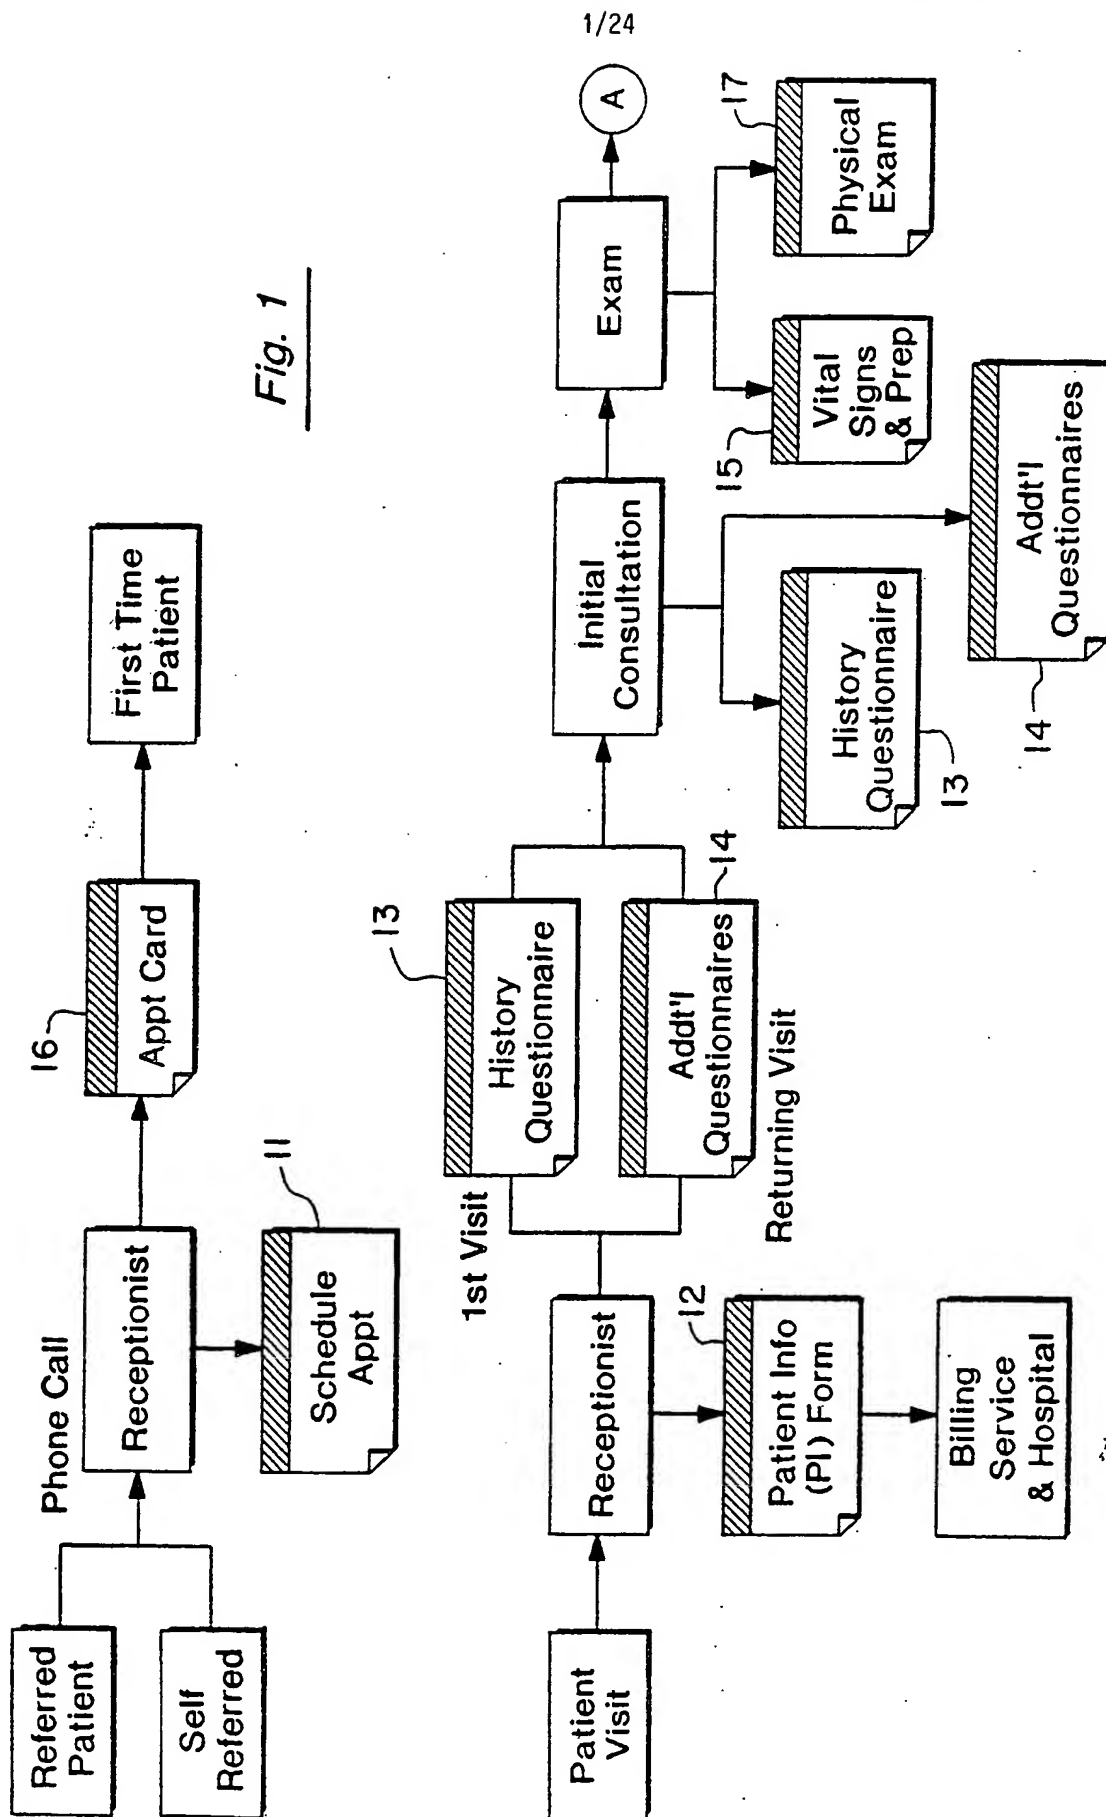 1/24
Fig. 1
Referred
Patient
Self
Referred
Phone Call
Receptionist
11
Schedule
Appt
16
Appt Card
First Time
Patient
Patient
Visit
Receptionist
12
Patient Info
(PI) Form
Billing
Service
& Hospital
1st Visit
13
History
Questionnaire
14
Addt'l
Questionnaires
Returning Visit
Initial
Consultation
History
Questionnaire
13
Addt'l
Questionnaires
14
Exam
15
Vital
Signs
& Prep
17
Physical
Exam
A